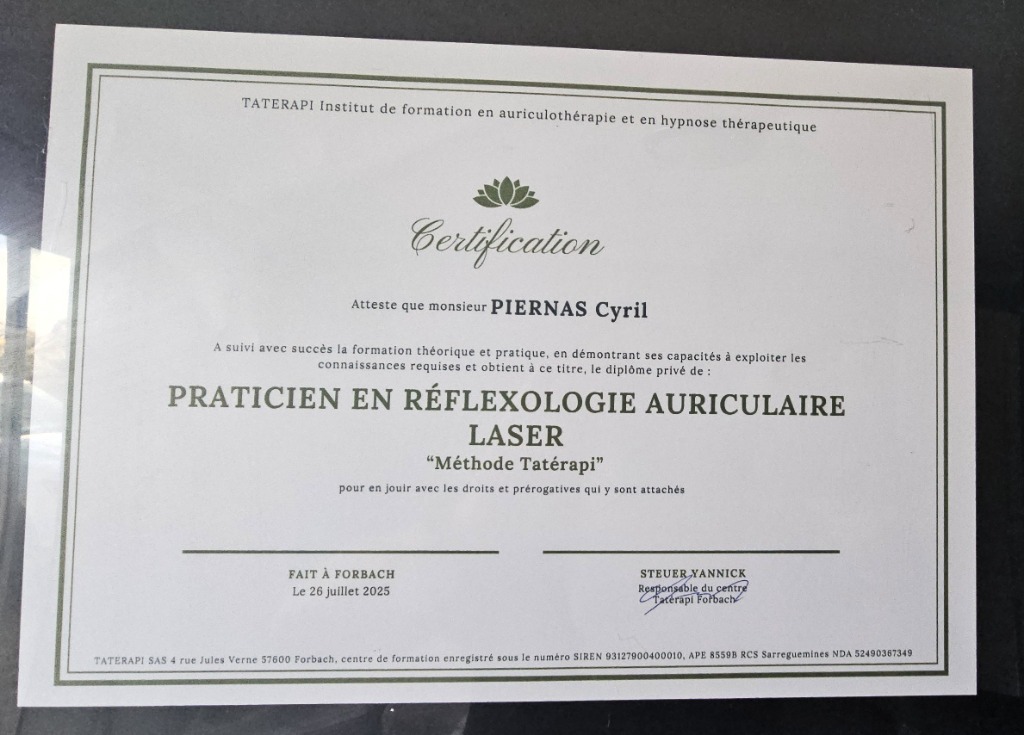 TATERAPI Institut de formation en auriculothérapie et en hypnose thérapeutique
Certification
Atteste que monsieur PIERNAS Cyril
A suivi avec succès la formation théorique et pratique, en démontrant ses capacités à exploiter les
connaissances requises et obtient à ce titre, le diplôme privé de :
PRATICIEN EN RÉFLEXOLOGIE AURICULAIRE
LASER
“Méthode Tatérapi”
pour en jouir avec les droits et prérogatives qui y sont attachés
FAIT À FORBACH
Le 26 juillet 2025
STEUER YANNICK
Responsable du centre
Tatérapi Forbach
TATERAPI SAS 4 rue Jules Verne 57600 Forbach, centre de formation enregistré sous le numéro SIREN 93127900400010, APE 8559B RCS Sarreguemines NDA 52490367349